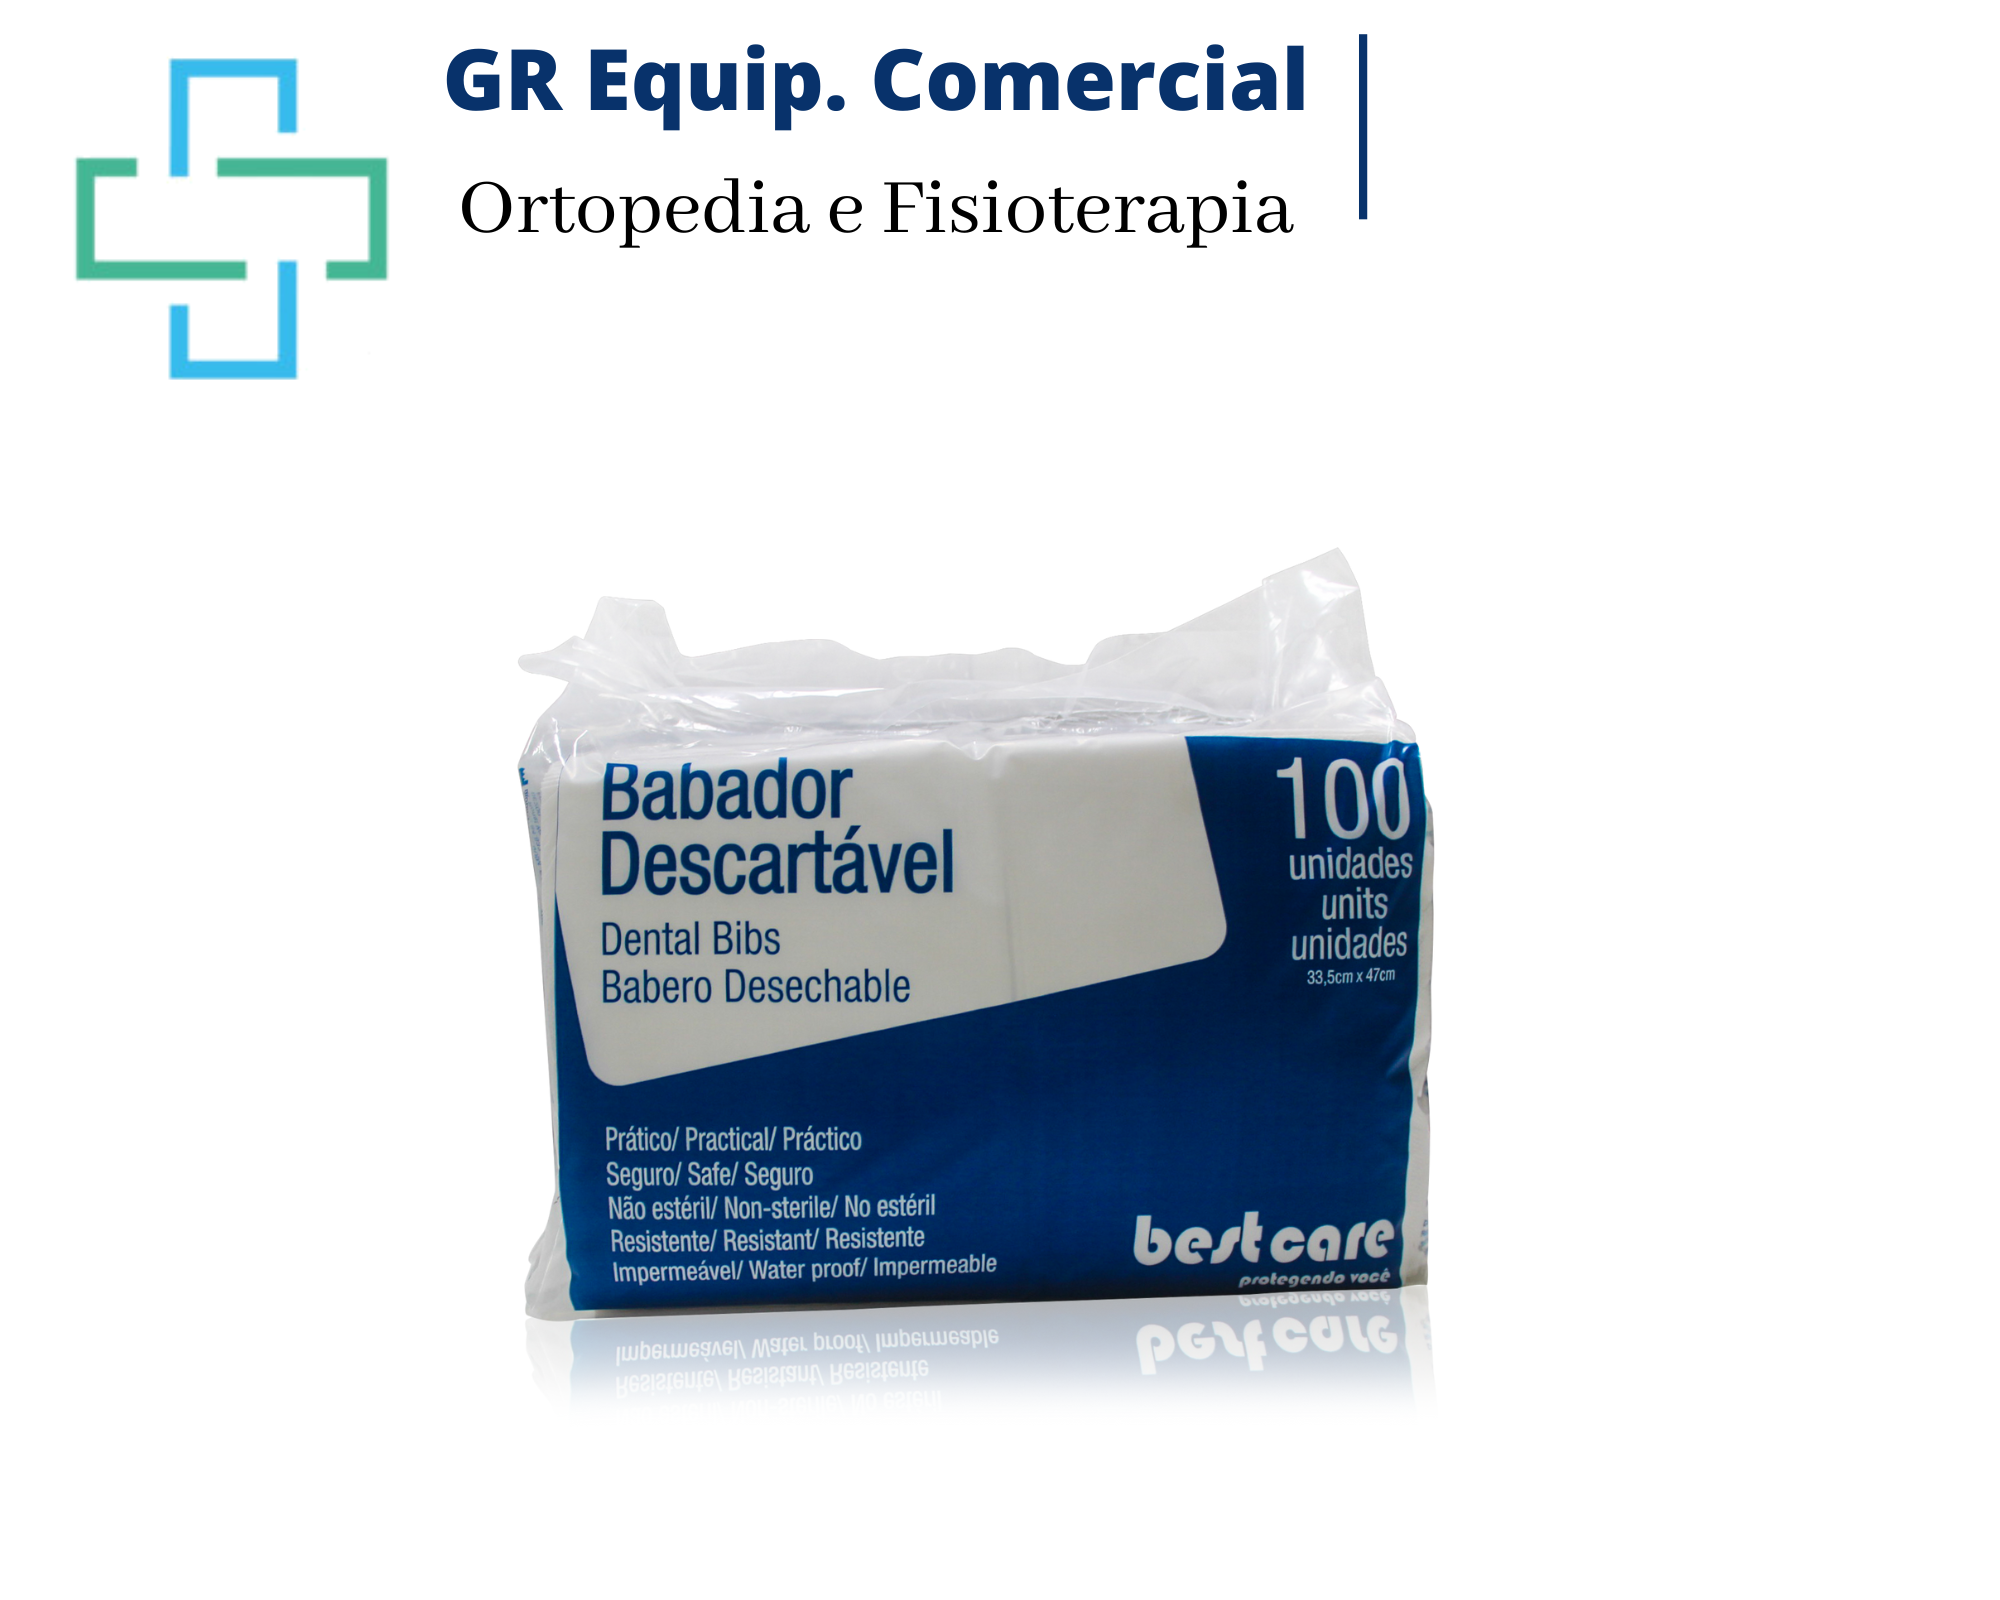 GR Equip. Comercial
Ortopedia e Fisioterapia
Babador
Descartável
Dental Bibs
Babero Desechable
100
unidades
units
unidades
33,5cm x 47cm
Prático/ Practical/ Práctico
Seguro/ Safe/ Seguro
Não estéril/ Non-sterile/ No estéril
Resistente/ Resistant/ Resistente
Impermeável/ Water proof/ Impermeable
best care
protegendo você